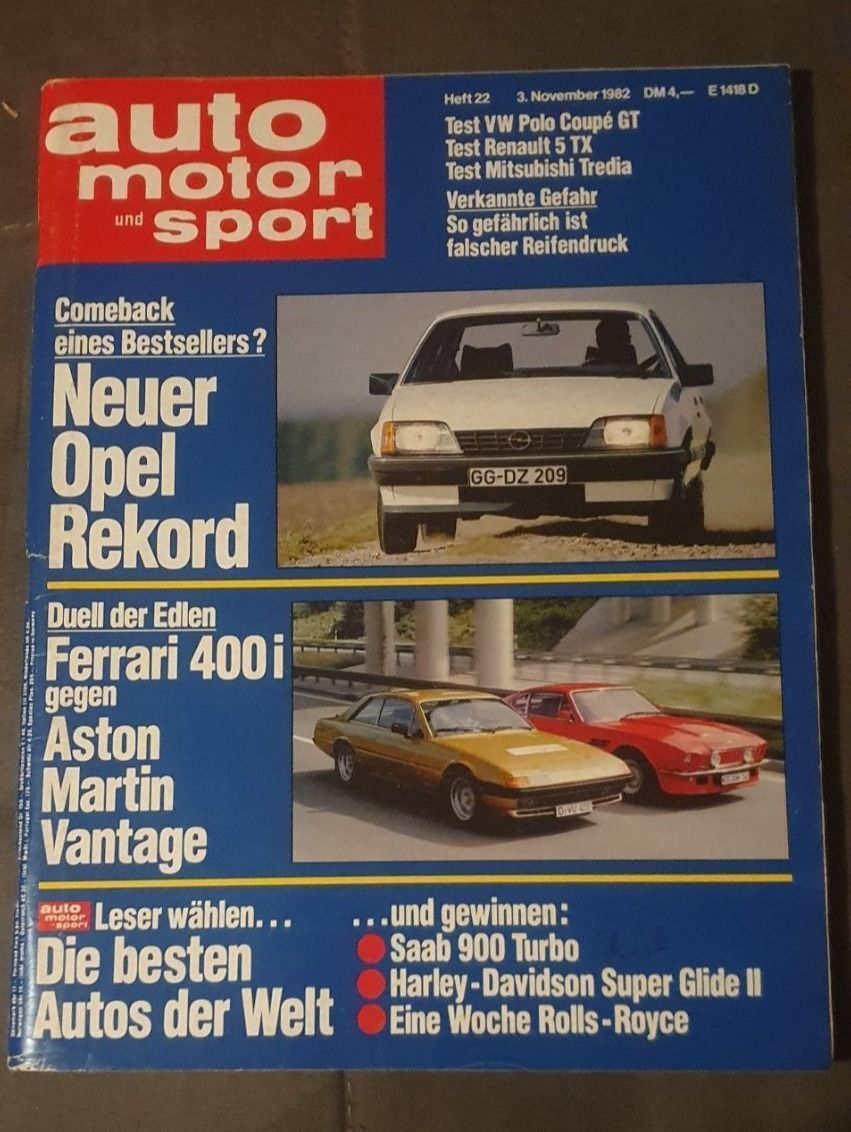 auto
motor
und sport
Heft 22 3. November 1982 DM 4,— E 1418 D
Test VW Polo Coupé GT
Test Renault 5 TX
Test Mitsubishi Tredia
Verkannte Gefahr
So gefährlich ist
falscher Reifendruck
Comeback
eines Bestsellers?
Neuer
Opel
Rekord
GG-DZ 209
Duell der Edlen
Ferrari 400i
gegen
Aston
Martin
Vantage
auto
motor
sport
Leser wählen...
Die besten
Autos der Welt
...und gewinnen:
Saab 900 Turbo
Harley-Davidson Super Glide II
Eine Woche Rolls-Royce